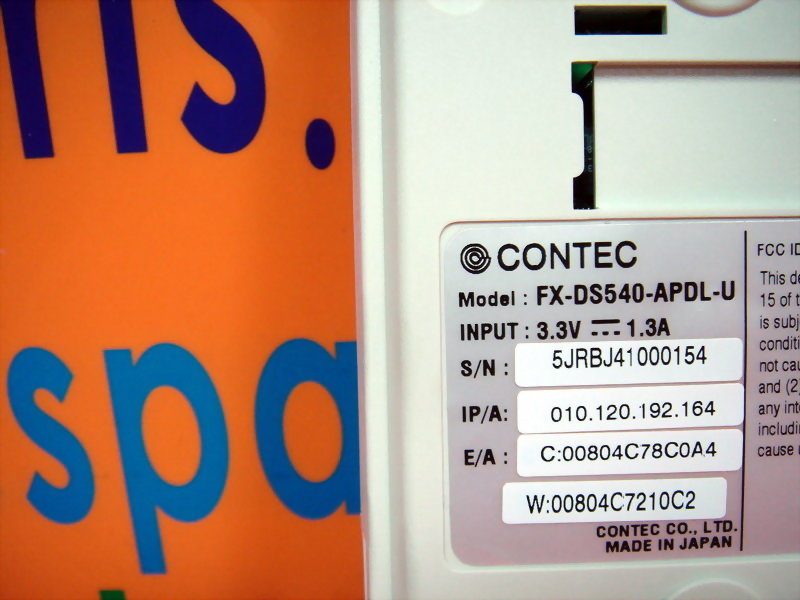 is.
spa
CONTEC
Model : FX-DS540-APDL-U
INPUT : 3.3V 1.3A
S/N : 5JRBJ41000154
IP/A: 010.120.192.164
E/A : C:00804C78C0A4
W:00804C7210C2
CONTEC CO., LTD.
MADE IN JAPAN
FCC ID
This de
15 of t
is subj
conditi
not cau
and (2)
any inte
includin
cause u